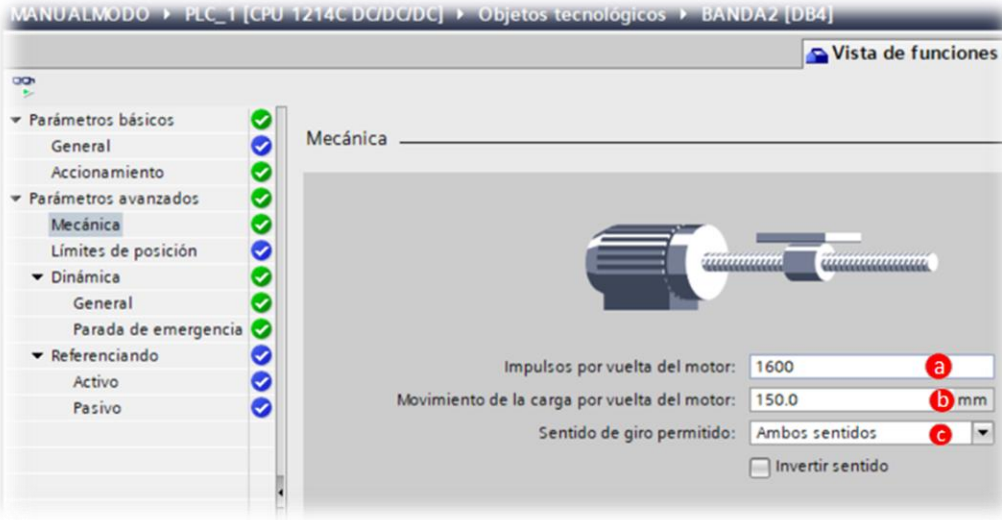 MANUALMODO ▸ PLC_1 [CPU 1214C DC/DC/DC] ▸ Objetos tecnológicos ▸ BANDA2 [DB4]
Vista de funciones
Parámetros básicos
General
Accionamiento
Parámetros avanzados
Mecánica
Límites de posición
Dinámica
General
Parada de emergencia
Referenciando
Activo
Pasivo
Mecánica
Impulsos por vuelta del motor: 1600 a
Movimiento de la carga por vuelta del motor: 150.0 b mm
Sentido de giro permitido: Ambos sentidos c
Invertir sentido